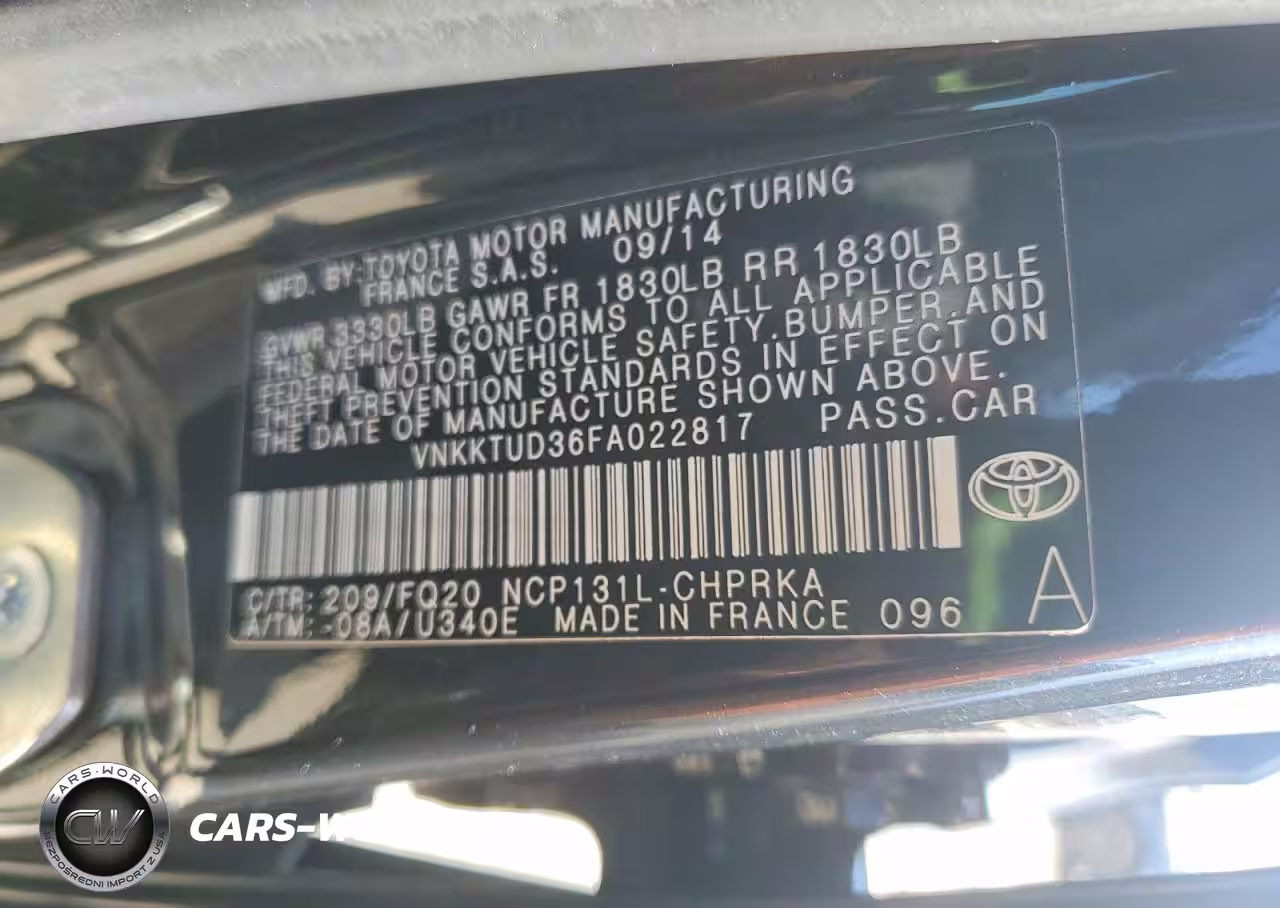 MFD. BY: TOYOTA MOTOR MANUFACTURING
FRANCE S.A.S. 09/14
GVWR 3330LB GAWR FR 1830LB RR 1830LB
THIS VEHICLE CONFORMS TO ALL APPLICABLE
FEDERAL MOTOR VEHICLE SAFETY, BUMPER, AND
THEFT PREVENTION STANDARDS IN EFFECT ON
THE DATE OF MANUFACTURE SHOWN ABOVE.
VNKKTUD36FA022817 PASS.CAR
C/TR: 209/FQ20 NCP131L-CHPRKA
A/TM: -08A/U340E MADE IN FRANCE 096 A
CARS-WORLD
CW
BEZPOŚREDNI IMPORT Z USA
CARS-W